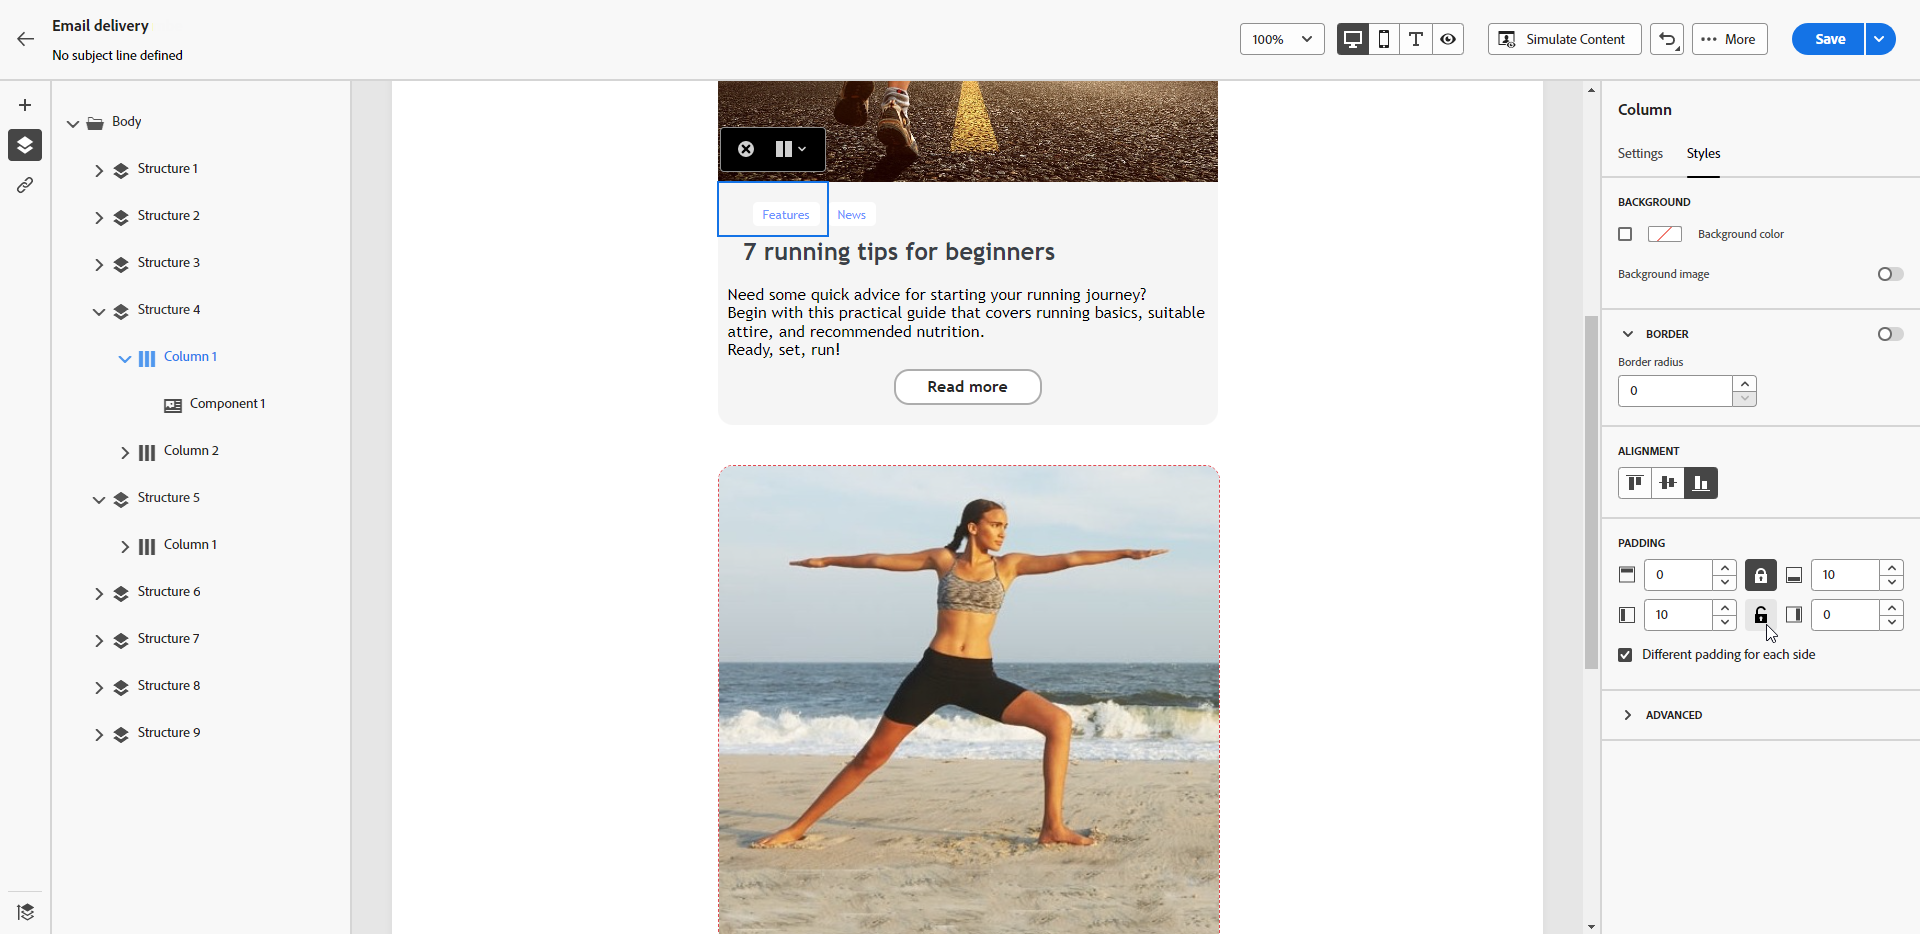 Email delivery
No subject line defined
100%
Simulate Content
More
Save
Body
Structure 1
Structure 2
Structure 3
Structure 4
Column 1
Component 1
Column 2
Structure 5
Column 1
Structure 6
Structure 7
Structure 8
Structure 9
Features
News
7 running tips for beginners
Need some quick advice for starting your running journey?
Begin with this practical guide that covers running basics, suitable
attire, and recommended nutrition.
Ready, set, run!
Read more
Column
Settings
Styles
BACKGROUND
Background color
Background image
BORDER
Border radius
0
ALIGNMENT
PADDING
0
10
10
0
Different padding for each side
ADVANCED